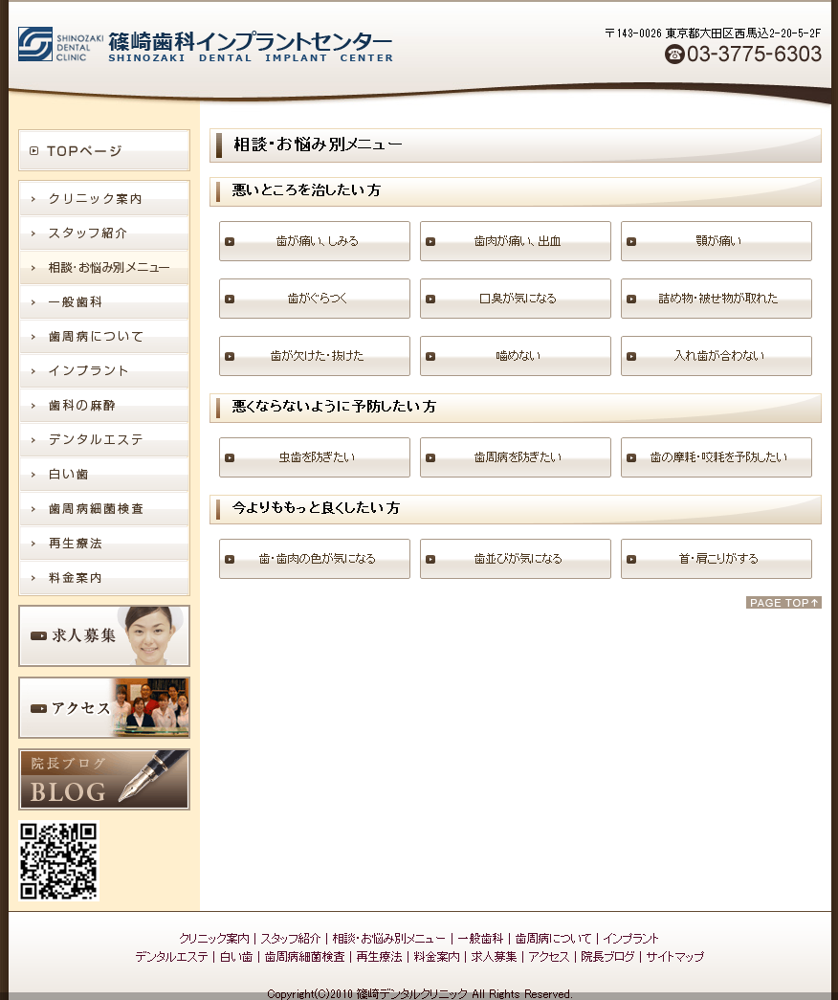 SHINOZAKI DENTAL CLINIC
篠崎歯科インプラントセンター
SHINOZAKI DENTAL IMPLANT CENTER
〒143-0026 東京都大田区西馬込2-20-5-2F
03-3775-6303
TOPページ
クリニック案内
スタッフ紹介
相談・お悩み別メニュー
一般歯科
歯周病について
インプラント
歯科の麻酔
デンタルエステ
白い歯
歯周病細菌検査
再生療法
料金案内
求人募集
アクセス
院長ブログ
BLOG
相談・お悩み別メニュー
悪いところを治したい方
歯が痛い、しみる
歯肉が痛い、出血
顎が痛い
歯がぐらつく
口臭が気になる
詰め物・被せ物が取れた
歯が欠けた・抜けた
噛めない
入れ歯が合わない
悪くならないように予防したい方
虫歯を防ぎたい
歯周病を防ぎたい
歯の摩耗・咬耗を予防したい
今よりももっと良くしたい方
歯・歯肉の色が気になる
歯並びが気になる
首・肩こりがする
PAGE TOP↑
クリニック案内 | スタッフ紹介 | 相談・お悩み別メニュー | 一般歯科 | 歯周病について | インプラント
デンタルエステ | 白い歯 | 歯周病細菌検査 | 再生療法 | 料金案内 | 求人募集 | アクセス | 院長ブログ | サイトマップ
Copyright(C)2010 篠崎デンタルクリニック All Rights Reserved.